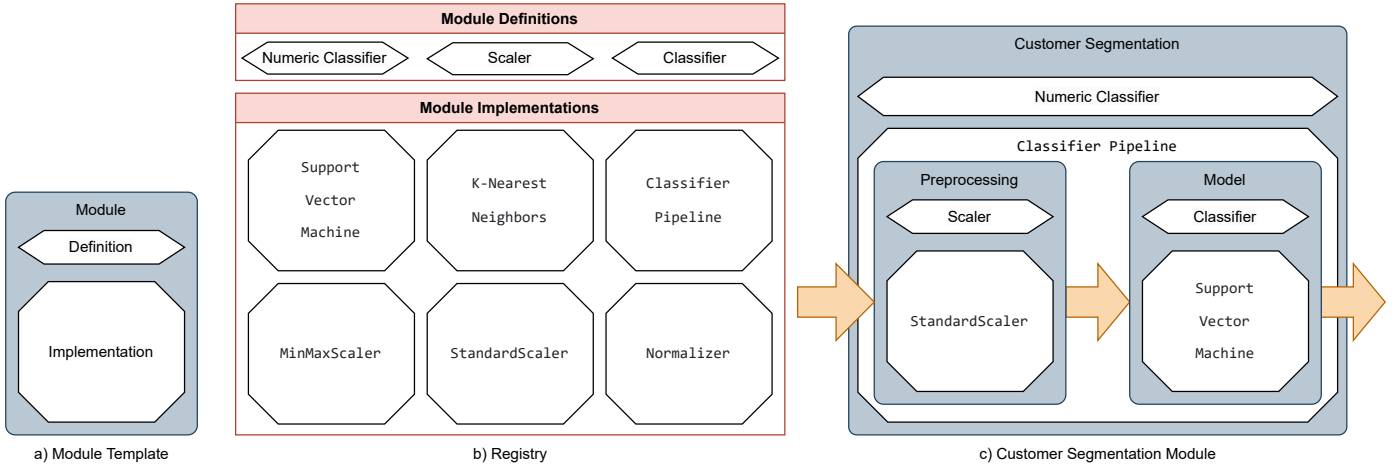 Module
Definition
Implementation
a) Module Template
Module Definitions
Numeric Classifier
Scaler
Classifier
Module Implementations
Support
Vector
Machine
K-Nearest
Neighbors
Classifier
Pipeline
MinMaxScaler
StandardScaler
Normalizer
b) Registry
Customer Segmentation
Numeric Classifier
Classifier Pipeline
Preprocessing
Scaler
StandardScaler
Model
Classifier
Support
Vector
Machine
c) Customer Segmentation Module